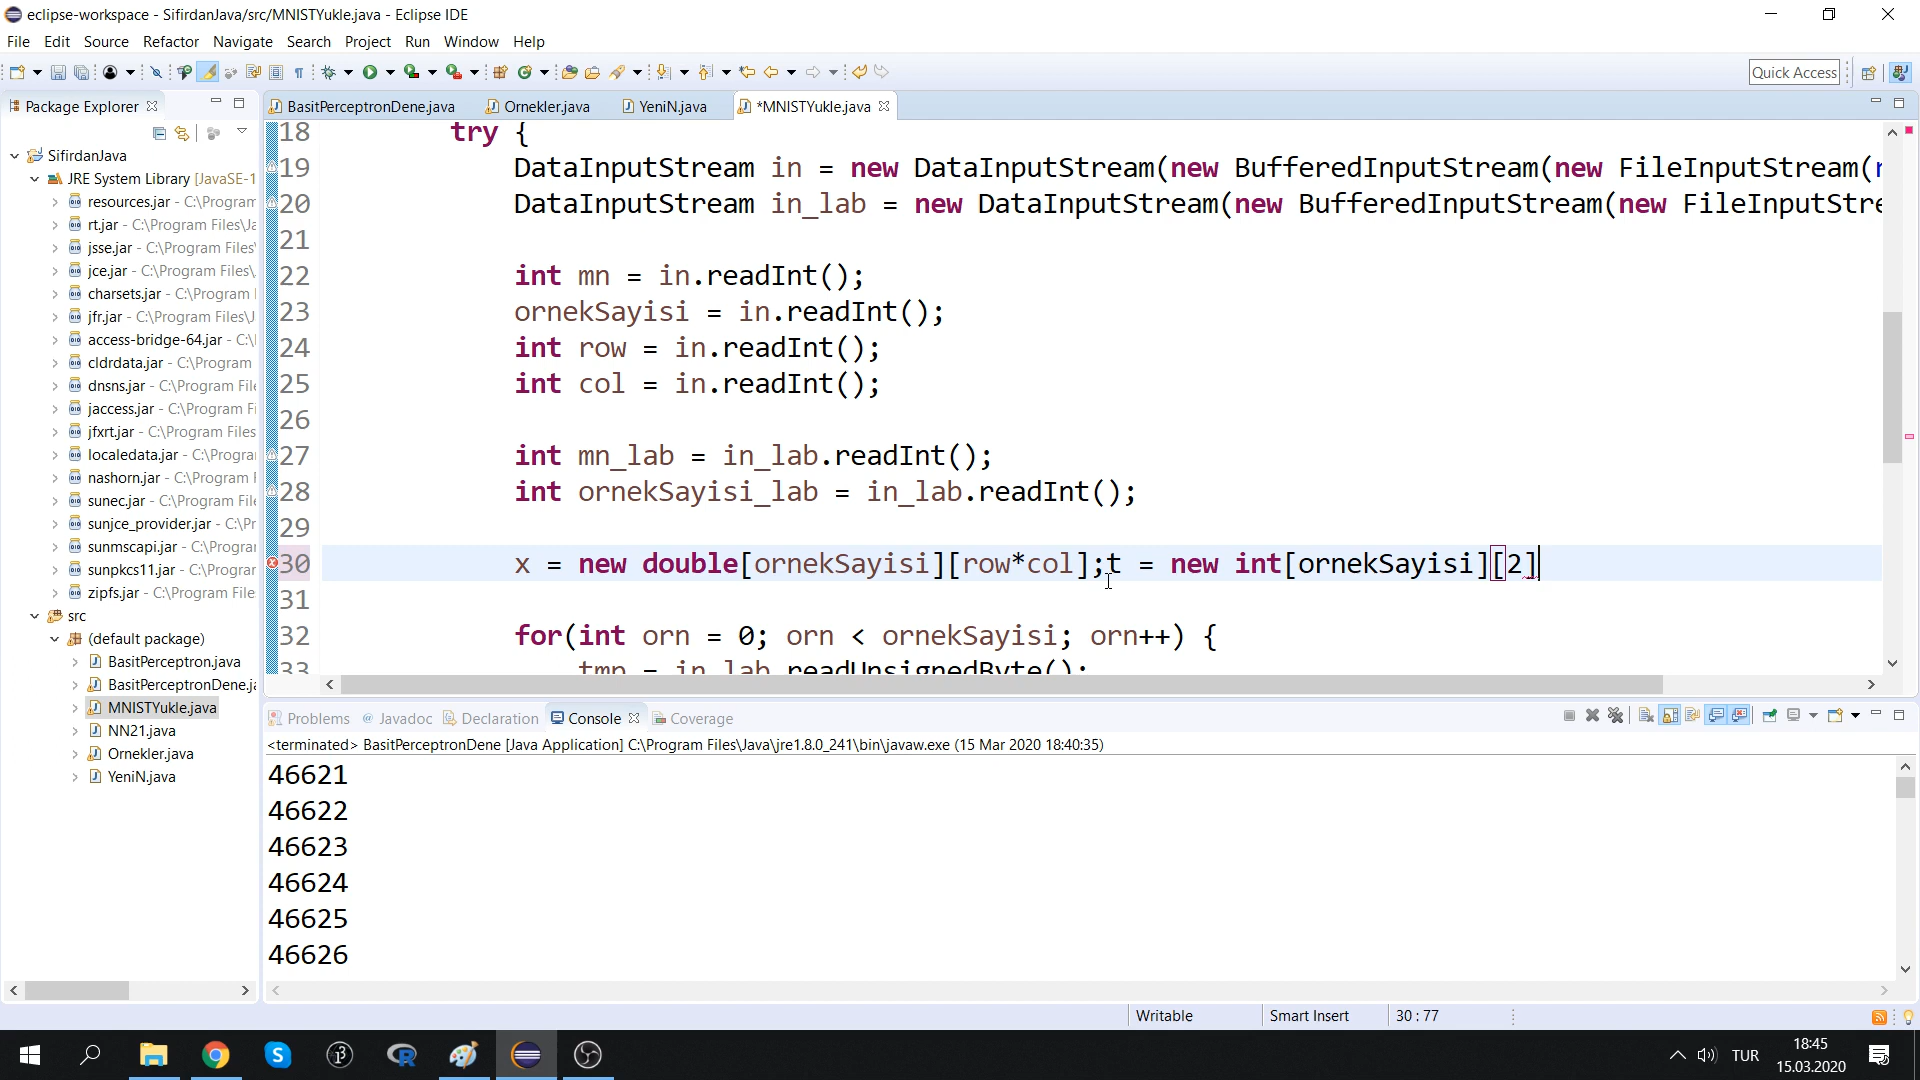 eclipse-workspace - SifirdanJava/src/MNISTYukle.java - Eclipse IDE
File Edit Source Refactor Navigate Search Project Run Window Help
Quick Access
Package Explorer
BasitPerceptronDene.java Ornekler.java YeniN.java *MNISTYukle.java
SifirdanJava
JRE System Library [JavaSE-1
resources.jar - C:\Program
rt.jar - C:\Program Files\Ja
jsse.jar - C:\Program Files\
jce.jar - C:\Program Files\
charsets.jar - C:\Program
jfr.jar - C:\Program Files\J
access-bridge-64.jar - C:\
cldrdata.jar - C:\Program
dnsns.jar - C:\Program File
jaccess.jar - C:\Program Fi
jfxrt.jar - C:\Program Files
localedata.jar - C:\Progra
nashorn.jar - C:\Program F
sunec.jar - C:\Program File
sunjce_provider.jar - C:\Pr
sunmscapi.jar - C:\Progra
sunpkcs11.jar - C:\Progra
zipfs.jar - C:\Program File
src
(default package)
BasitPerceptron.java
BasitPerceptronDene.ja
MNISTYukle.java
NN21.java
Ornekler.java
YeniN.java
18 try {
19 DataInputStream in = new DataInputStream(new BufferedInputStream(new FileInputStream(
20 DataInputStream in_lab = new DataInputStream(new BufferedInputStream(new FileInputStre
21
22 int mn = in.readInt();
23 ornekSayisi = in.readInt();
24 int row = in.readInt();
25 int col = in.readInt();
26
27 int mn_lab = in_lab.readInt();
28 int ornekSayisi_lab = in_lab.readInt();
29
30 x = new double[ornekSayisi][row*col];t = new int[ornekSayisi][2]
31
32 for(int orn = 0; orn < ornekSayisi; orn++) {
33 tmp = in_lab.readUnsignedByte();
Problems Javadoc Declaration Console Coverage
<terminated> BasitPerceptronDene [Java Application] C:\Program Files\Java\jre1.8.0_241\bin\javaw.exe (15 Mar 2020 18:40:35)
46621
46622
46623
46624
46625
46626
Writable Smart Insert 30 : 77
TUR
18:45
15.03.2020